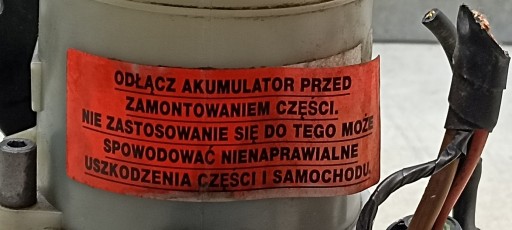 ODŁĄCZ AKUMULATOR PRZED
ZAMONTOWANIEM CZĘŚCI.
NIE ZASTOSOWANIE SIĘ DO TEGO MOŻE
SPOWODOWAĆ NIENAPRAWIALNE
USZKODZENIA CZĘŚCI I SAMOCHODU.